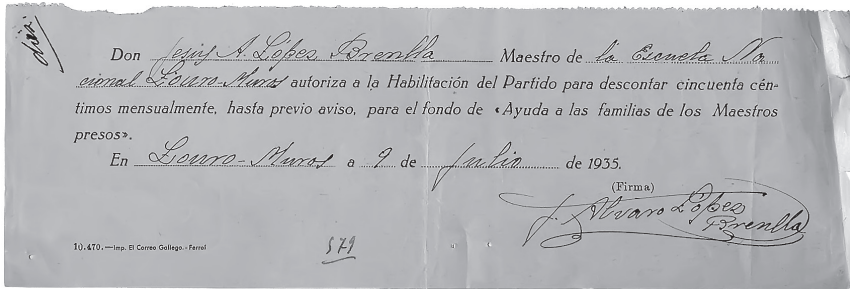 Don Jesús A. López Brenlla Maestro de la Escuela Na
cional Louro-Muros autoriza a la Habilitación del Partido para descontar cincuenta cén-
timos mensualmente, hasta previo aviso, para el fondo de «Ayuda a las familias de los Maestros
presos».
En Louro-Muros a 9 de Julio de 1935.
(Firma)
J. Alvaro López
Brenlla
10.470.—Imp. El Correo Gallego.-Ferrol
579